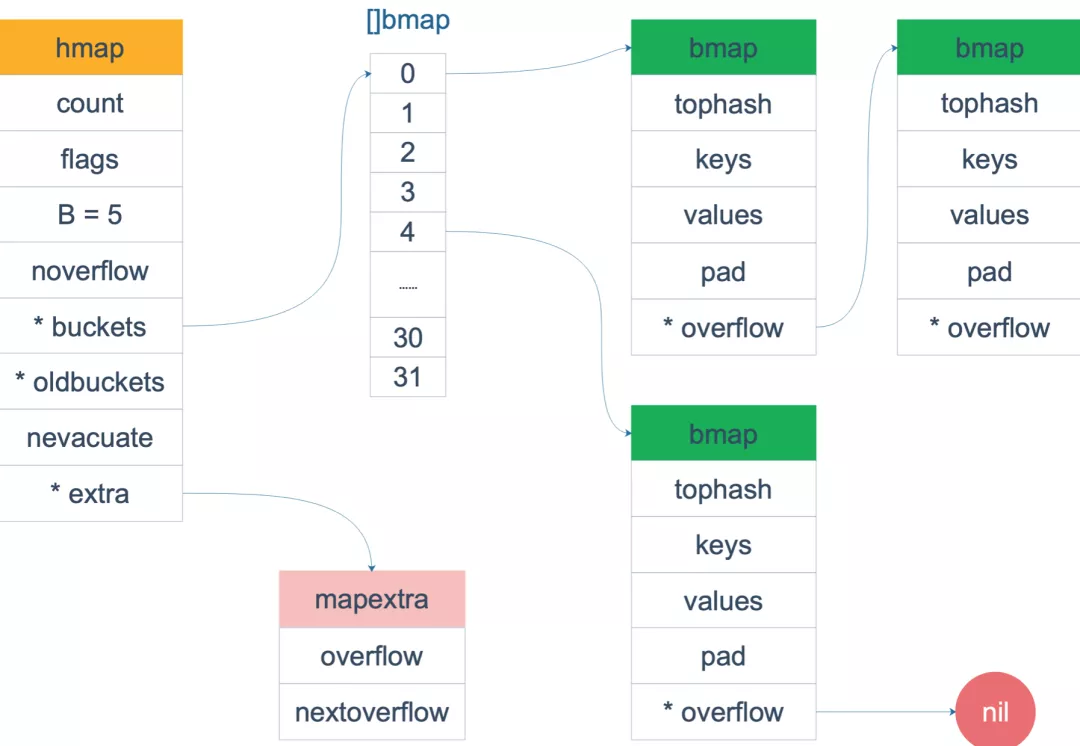 hmap
count
flags
B = 5
noverflow
* buckets
* oldbuckets
nevacuate
* extra
[]bmap
0
1
2
3
4
......
30
31
bmap
tophash
keys
values
pad
* overflow
bmap
tophash
keys
values
pad
* overflow
bmap
tophash
keys
values
pad
* overflow
nil
mapextra
overflow
nextoverflow